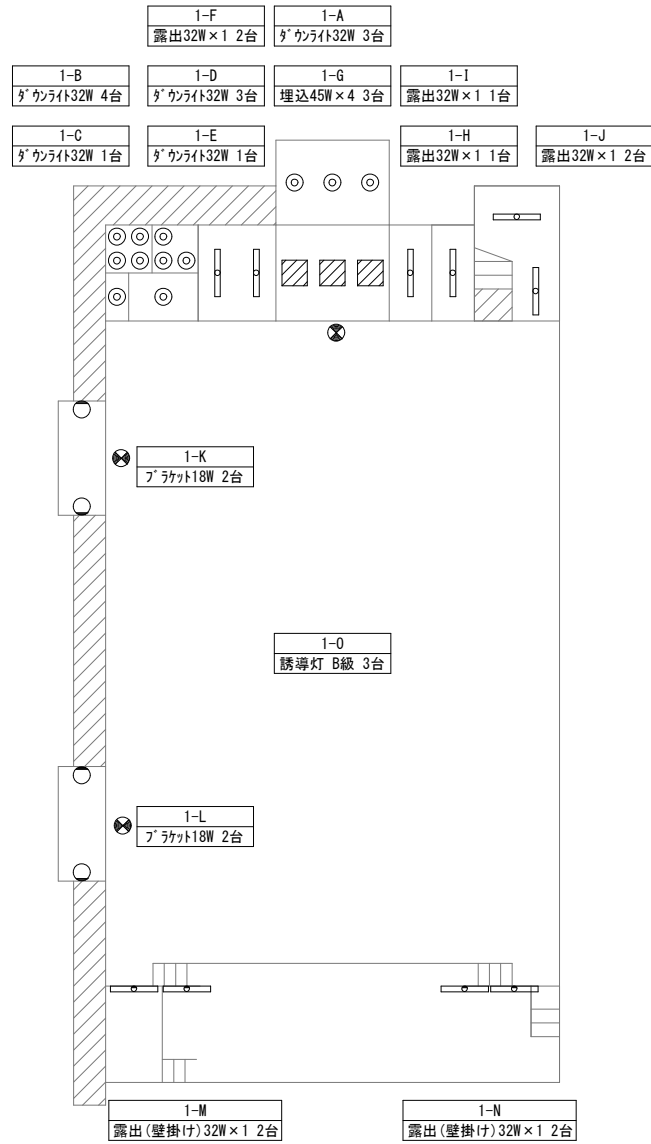 1-F
露出32W×1 2台
1-A
ﾀﾞｳﾝﾗｲﾄ32W 3台
1-B
ﾀﾞｳﾝﾗｲﾄ32W 4台
1-D
ﾀﾞｳﾝﾗｲﾄ32W 3台
1-G
埋込45W×4 3台
1-I
露出32W×1 1台
1-C
ﾀﾞｳﾝﾗｲﾄ32W 1台
1-E
ﾀﾞｳﾝﾗｲﾄ32W 1台
1-H
露出32W×1 1台
1-J
露出32W×1 2台
1-K
ﾌﾞﾗｹｯﾄ18W 2台
1-O
誘導灯 B級 3台
1-L
ﾌﾞﾗｹｯﾄ18W 2台
1-M
露出(壁掛け)32W×1 2台
1-N
露出(壁掛け)32W×1 2台